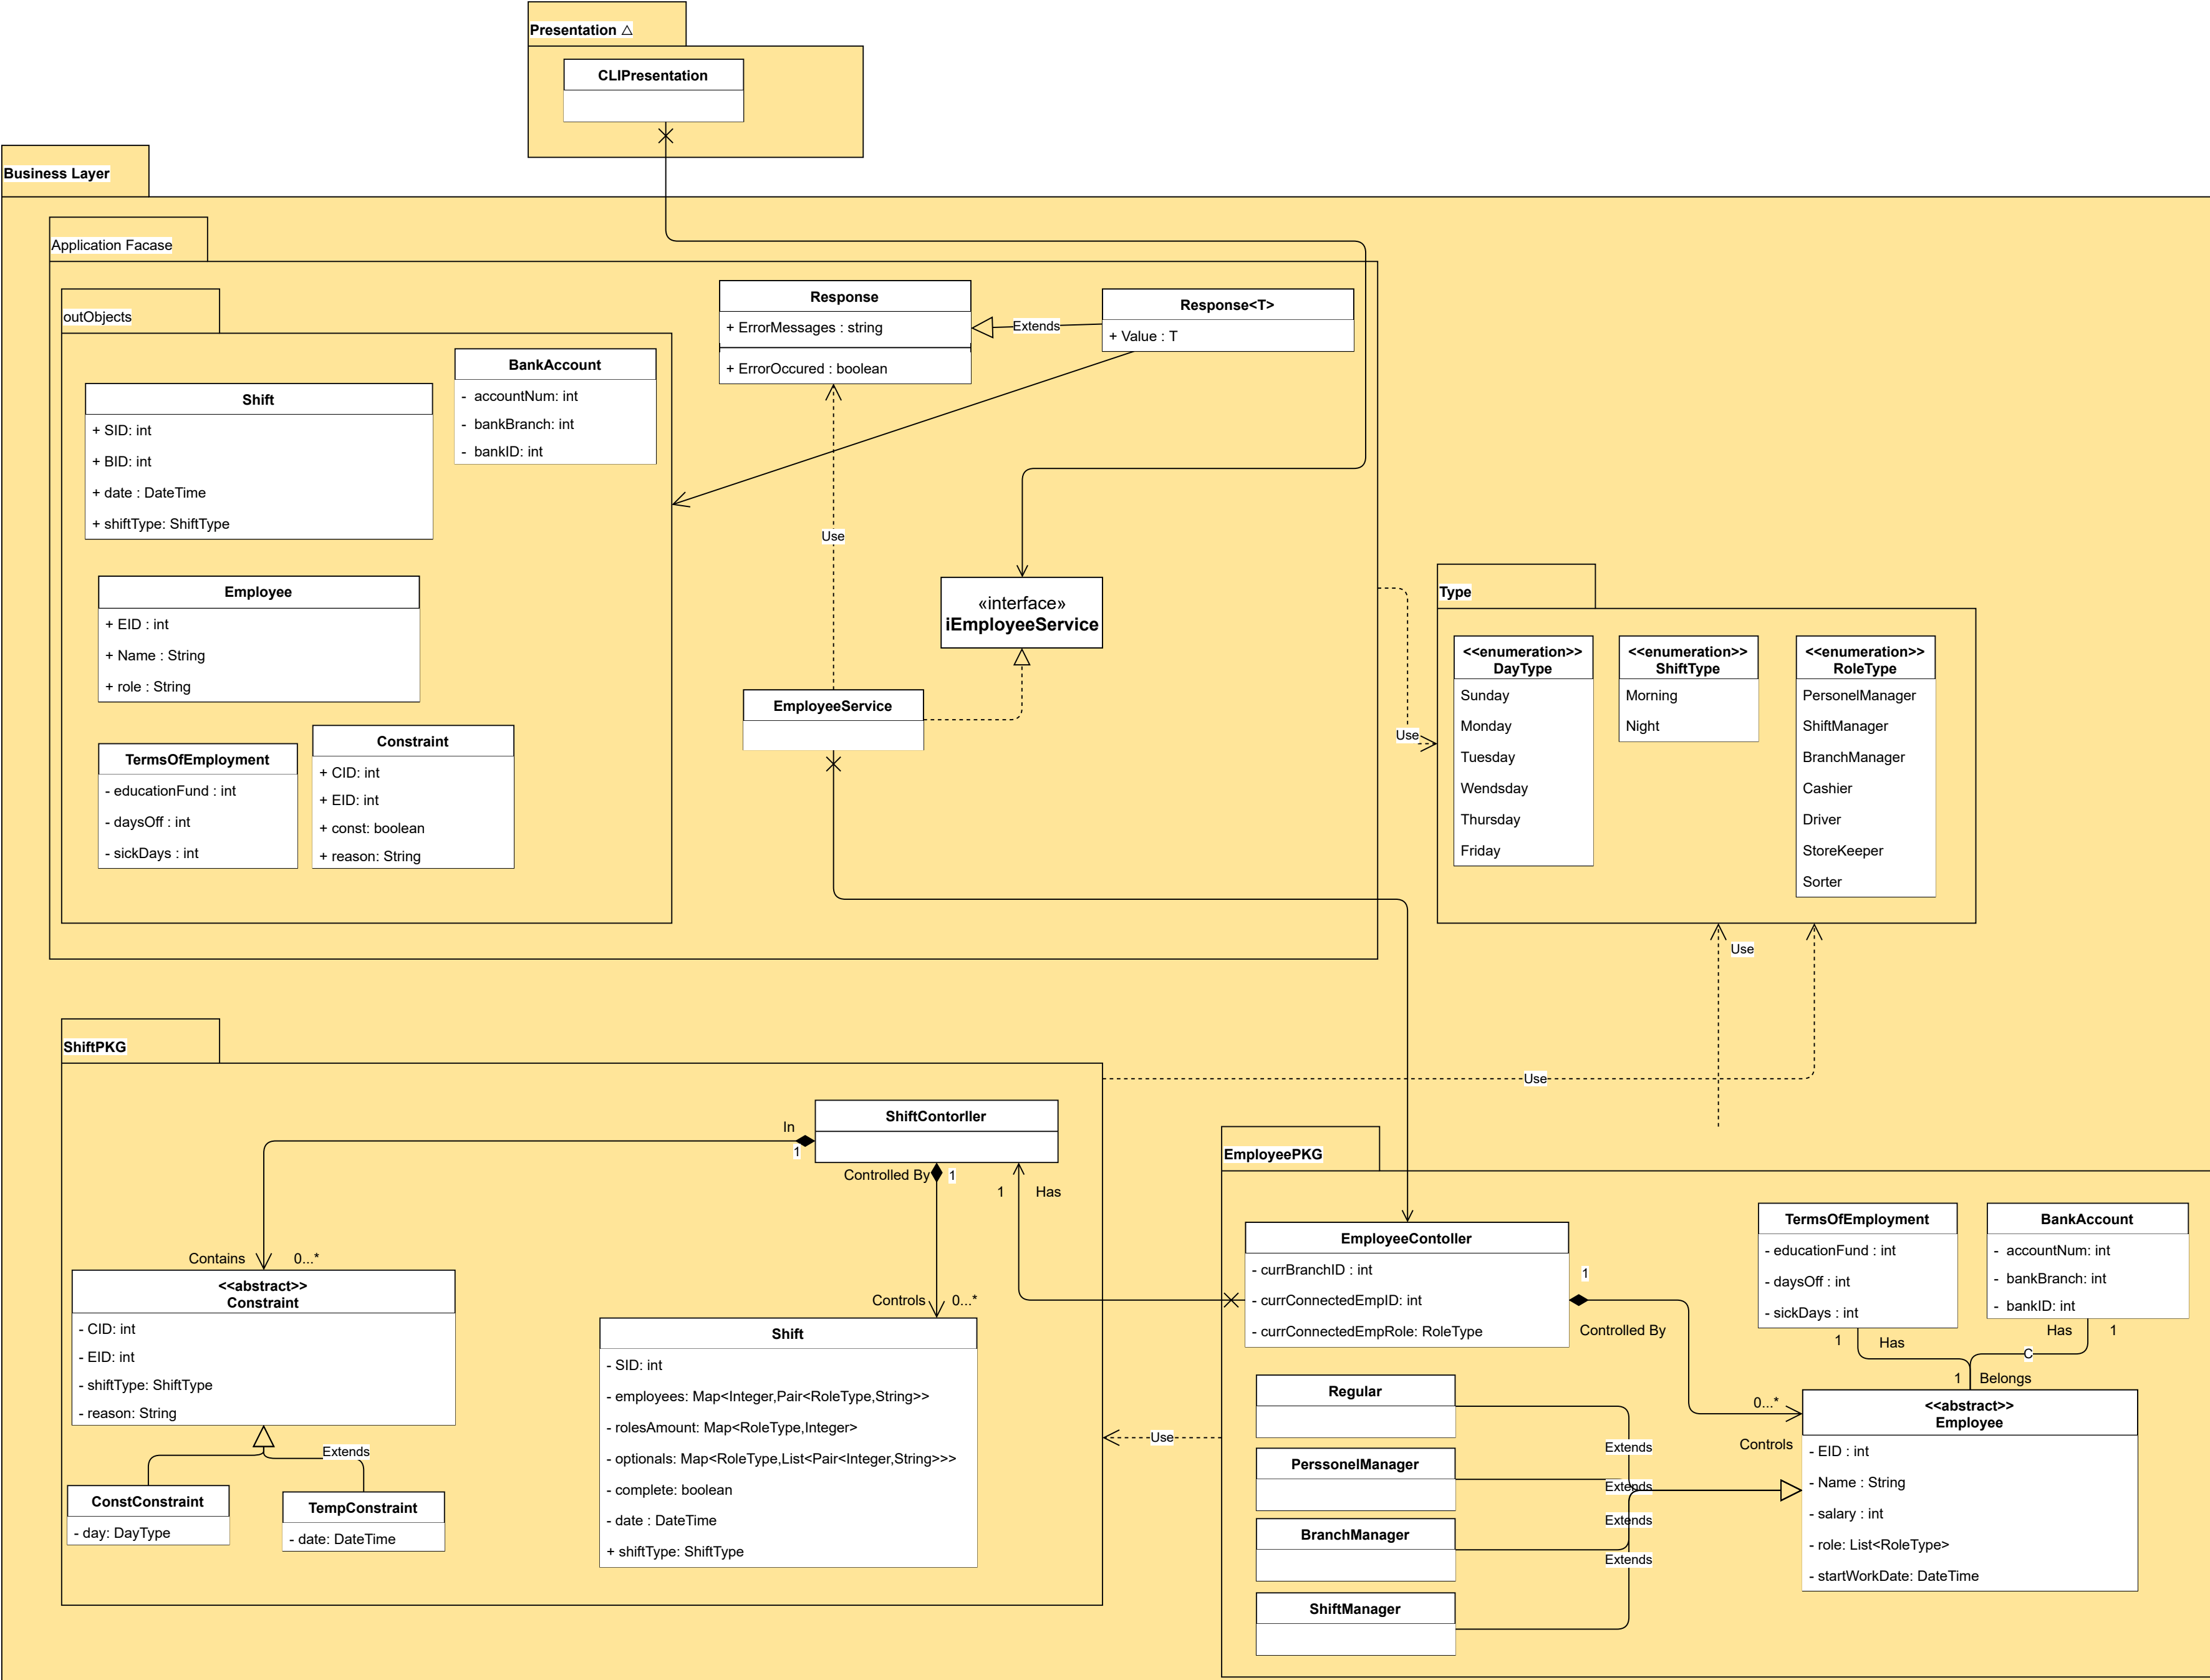 Presentation △
CLIPresentation
Business Layer
Application Facase
outObjects
Shift
+ SID: int
+ BID: int
+ date : DateTime
+ shiftType: ShiftType
BankAccount
- accountNum: int
- bankBranch: int
- bankID: int
Employee
+ EID : int
+ Name : String
+ role : String
TermsOfEmployment
- educationFund : int
- daysOff : int
- sickDays : int
Constraint
+ CID: int
+ EID: int
+ const: boolean
+ reason: String
Response
+ ErrorMessages : string
+ ErrorOccured : boolean
Extends
Response<T>
+ Value : T
Use
«interface»
iEmployeeService
EmployeeService
Use
Type
<<enumeration>>
DayType
Sunday
Monday
Tuesday
Wendsday
Thursday
Friday
<<enumeration>>
ShiftType
Morning
Night
<<enumeration>>
RoleType
PersonelManager
ShiftManager
BranchManager
Cashier
Driver
StoreKeeper
Sorter
Use
Use
ShiftPKG
ShiftContorller
In
1
Controlled By
1
1
Has
Contains
0...*
Controls
0...*
<<abstract>>
Constraint
- CID: int
- EID: int
- shiftType: ShiftType
- reason: String
Extends
ConstConstraint
- day: DayType
TempConstraint
- date: DateTime
Shift
- SID: int
- employees: Map<Integer,Pair<RoleType,String>>
- rolesAmount: Map<RoleType,Integer>
- optionals: Map<RoleType,List<Pair<Integer,String>>>
- complete: boolean
- date : DateTime
+ shiftType: ShiftType
Use
EmployeePKG
EmployeeContoller
- currBranchID : int
- currConnectedEmpID: int
- currConnectedEmpRole: RoleType
1
Controlled By
0...*
Controls
TermsOfEmployment
- educationFund : int
- daysOff : int
- sickDays : int
BankAccount
- accountNum: int
- bankBranch: int
- bankID: int
1
Has
Has
1
C
1
Belongs
<<abstract>>
Employee
- EID : int
- Name : String
- salary : int
- role: List<RoleType>
- startWorkDate: DateTime
Regular
PerssonelManager
BranchManager
ShiftManager
Extends
Extends
Extends
Extends